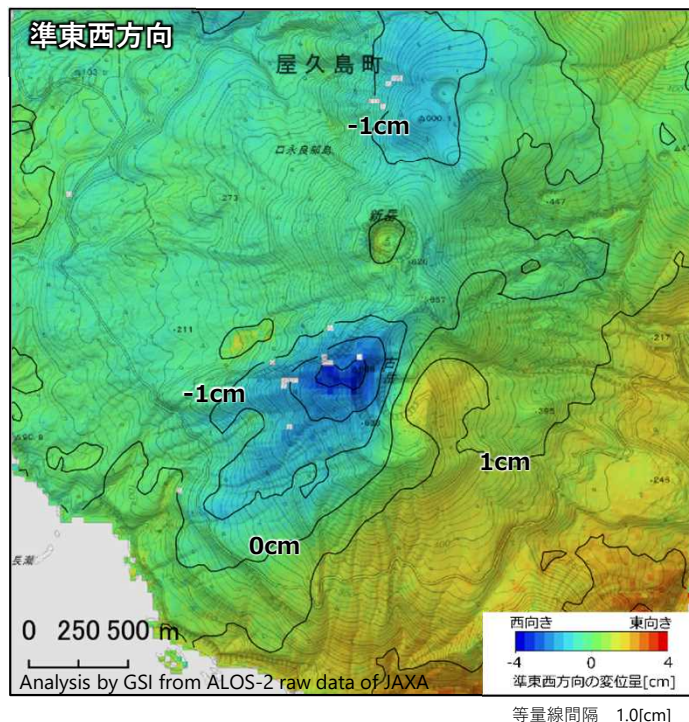 準東西方向
屋久島町
-1cm
口永良部島
新岳
-1cm
1cm
0cm
長瀬
0 250 500 m
Analysis by GSI from ALOS-2 raw data of JAXA
西向き 東向き
-4 0 4
準東西方向の変位量[cm]
等量線間隔 1.0[cm]